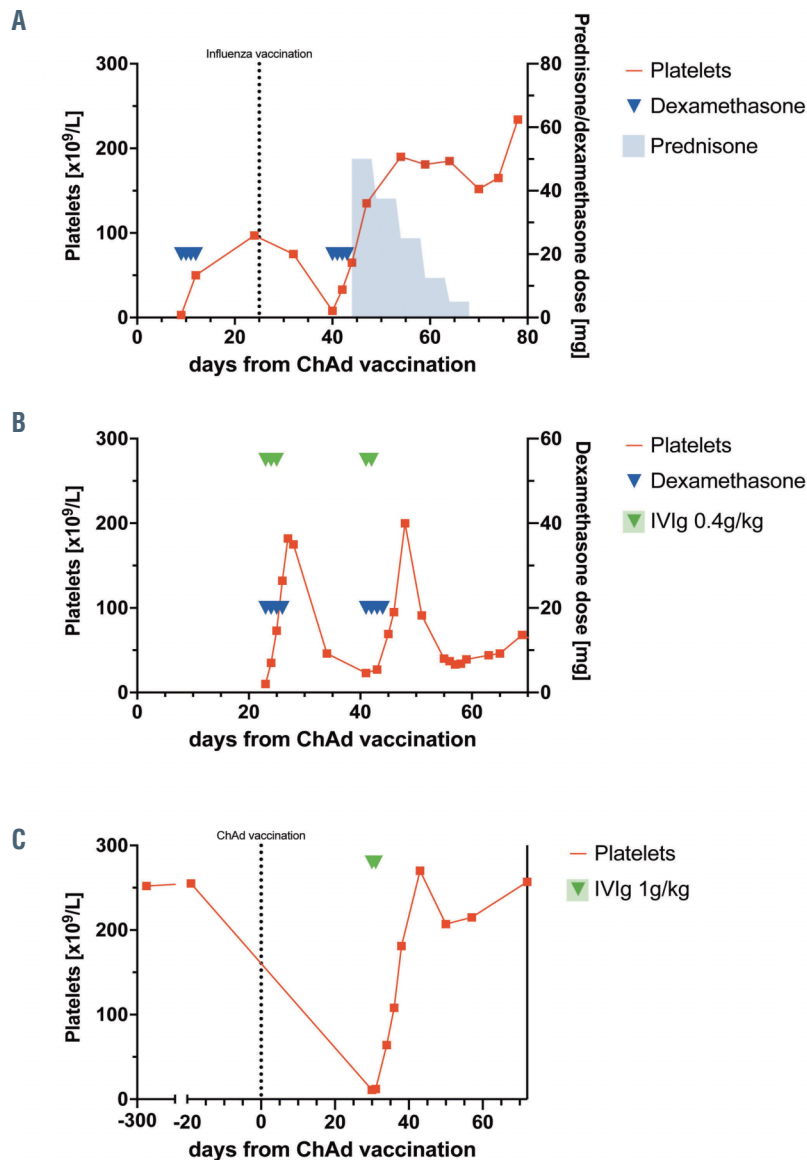 A
Influenza vaccination
300
200
100
0
Platelets [x10⁹/L]
80
60
40
20
0
Prednisone/dexamethasone dose [mg]
0 20 40 60 80
days from ChAd vaccination
Platelets
Dexamethasone
Prednisone
B
300
200
100
0
Platelets [x10⁹/L]
60
40
20
0
Dexamethasone dose [mg]
0 20 40 60
days from ChAd vaccination
Platelets
Dexamethasone
IVIg 0.4g/kg
C
ChAd vaccination
300
200
100
0
Platelets [x10⁹/L]
-300 -20 0 20 40 60
days from ChAd vaccination
Platelets
IVIg 1g/kg